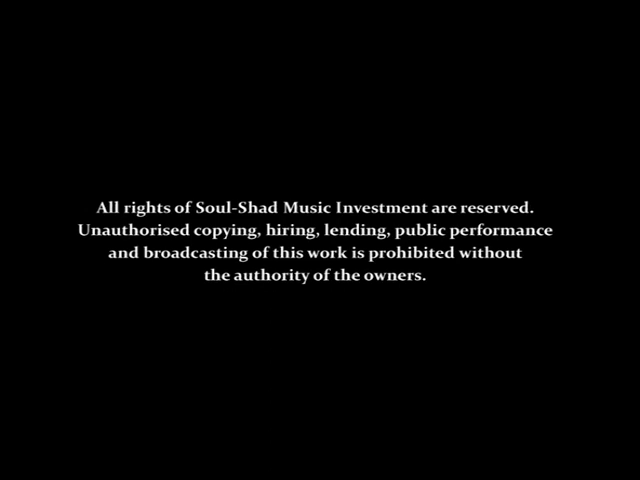 All rights of Soul-Shad Music Investment are reserved.
Unauthorised copying, hiring, lending, public performance
and broadcasting of this work is prohibited without
the authority of the owners.